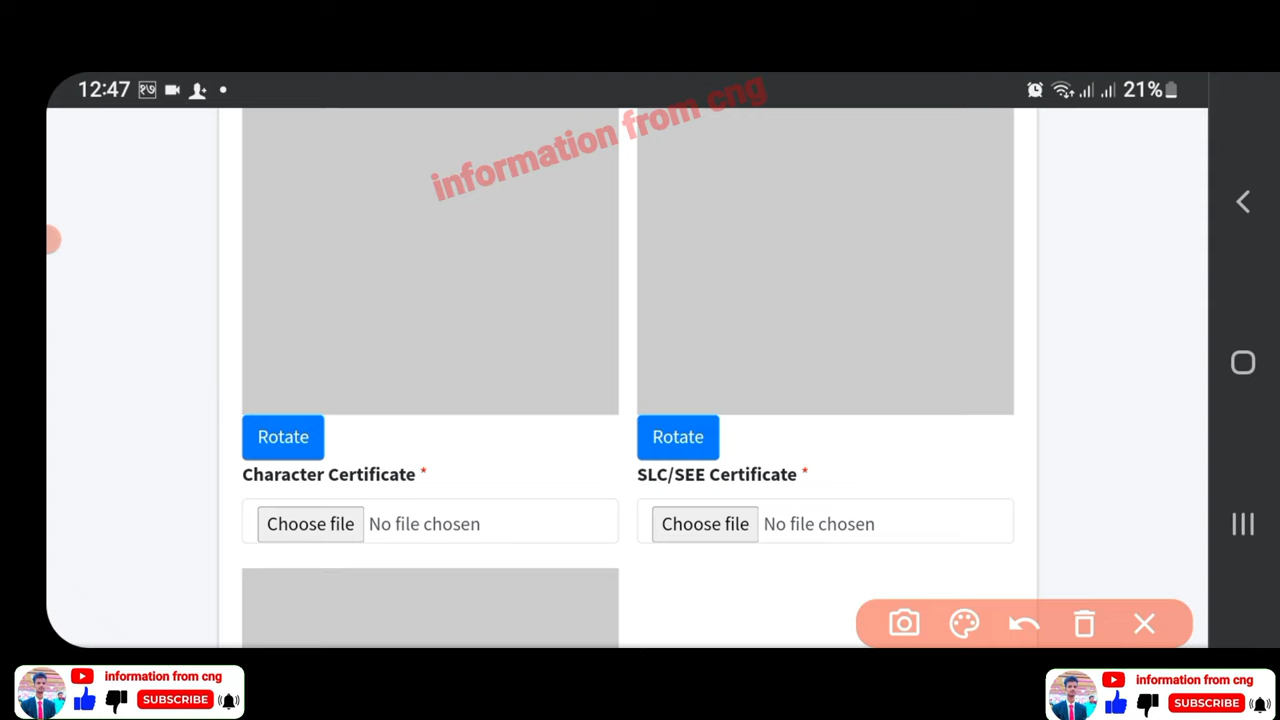 12:47 १७ 21%
information from cng
Rotate Rotate
Character Certificate * SLC/SEE Certificate *
Choose file No file chosen Choose file No file chosen
information from cng information from cng
SUBSCRIBE SUBSCRIBE